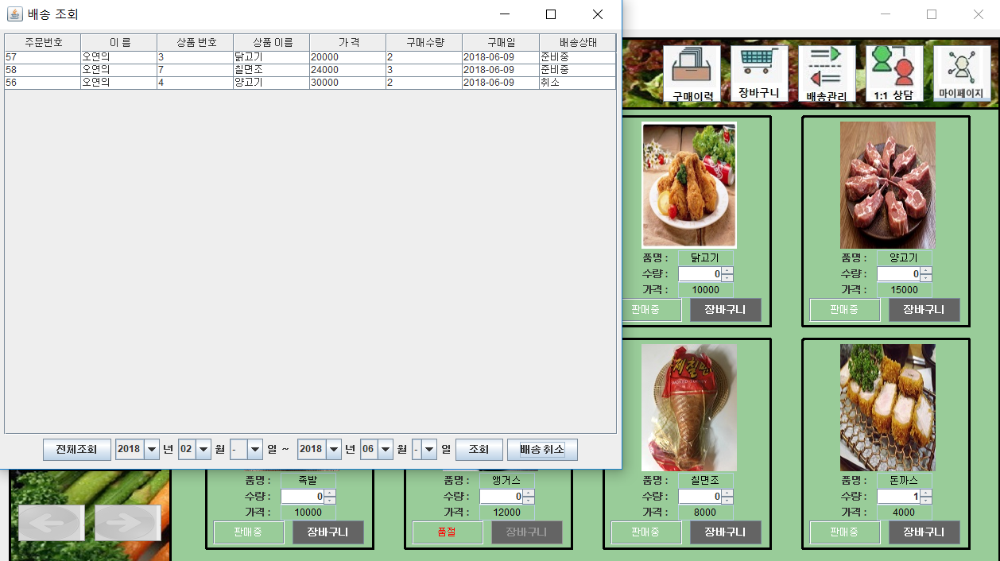 배송 조회
주문번호 이 름 상품 번호 상품 이름 가 격 구매수량 구매일 배송상태
57 오연익 3 닭고기 20000 2 2018-06-09 준비중
58 오연익 7 칠면조 24000 3 2018-06-09 준비중
56 오연익 4 양고기 30000 2 2018-06-09 취소
전체조회 2018 년 02 월 - 일 ~ 2018 년 06 월 - 일 조회 배송 취소
구매이력 장바구니 배송관리 1:1 상담 마이페이지
품명 : 닭고기
수량 : 0
가격 : 10000
판매중 장바구니
품명 : 양고기
수량 : 0
가격 : 15000
판매중 장바구니
품명 : 족발
수량 : 0
가격 : 10000
판매중 장바구니
품명 : 앵거스
수량 : 0
가격 : 12000
품절 장바구니
SMOKED TURKEY
품명 : 칠면조
수량 : 0
가격 : 8000
판매중 장바구니
품명 : 돈까스
수량 : 1
가격 : 4000
판매중 장바구니